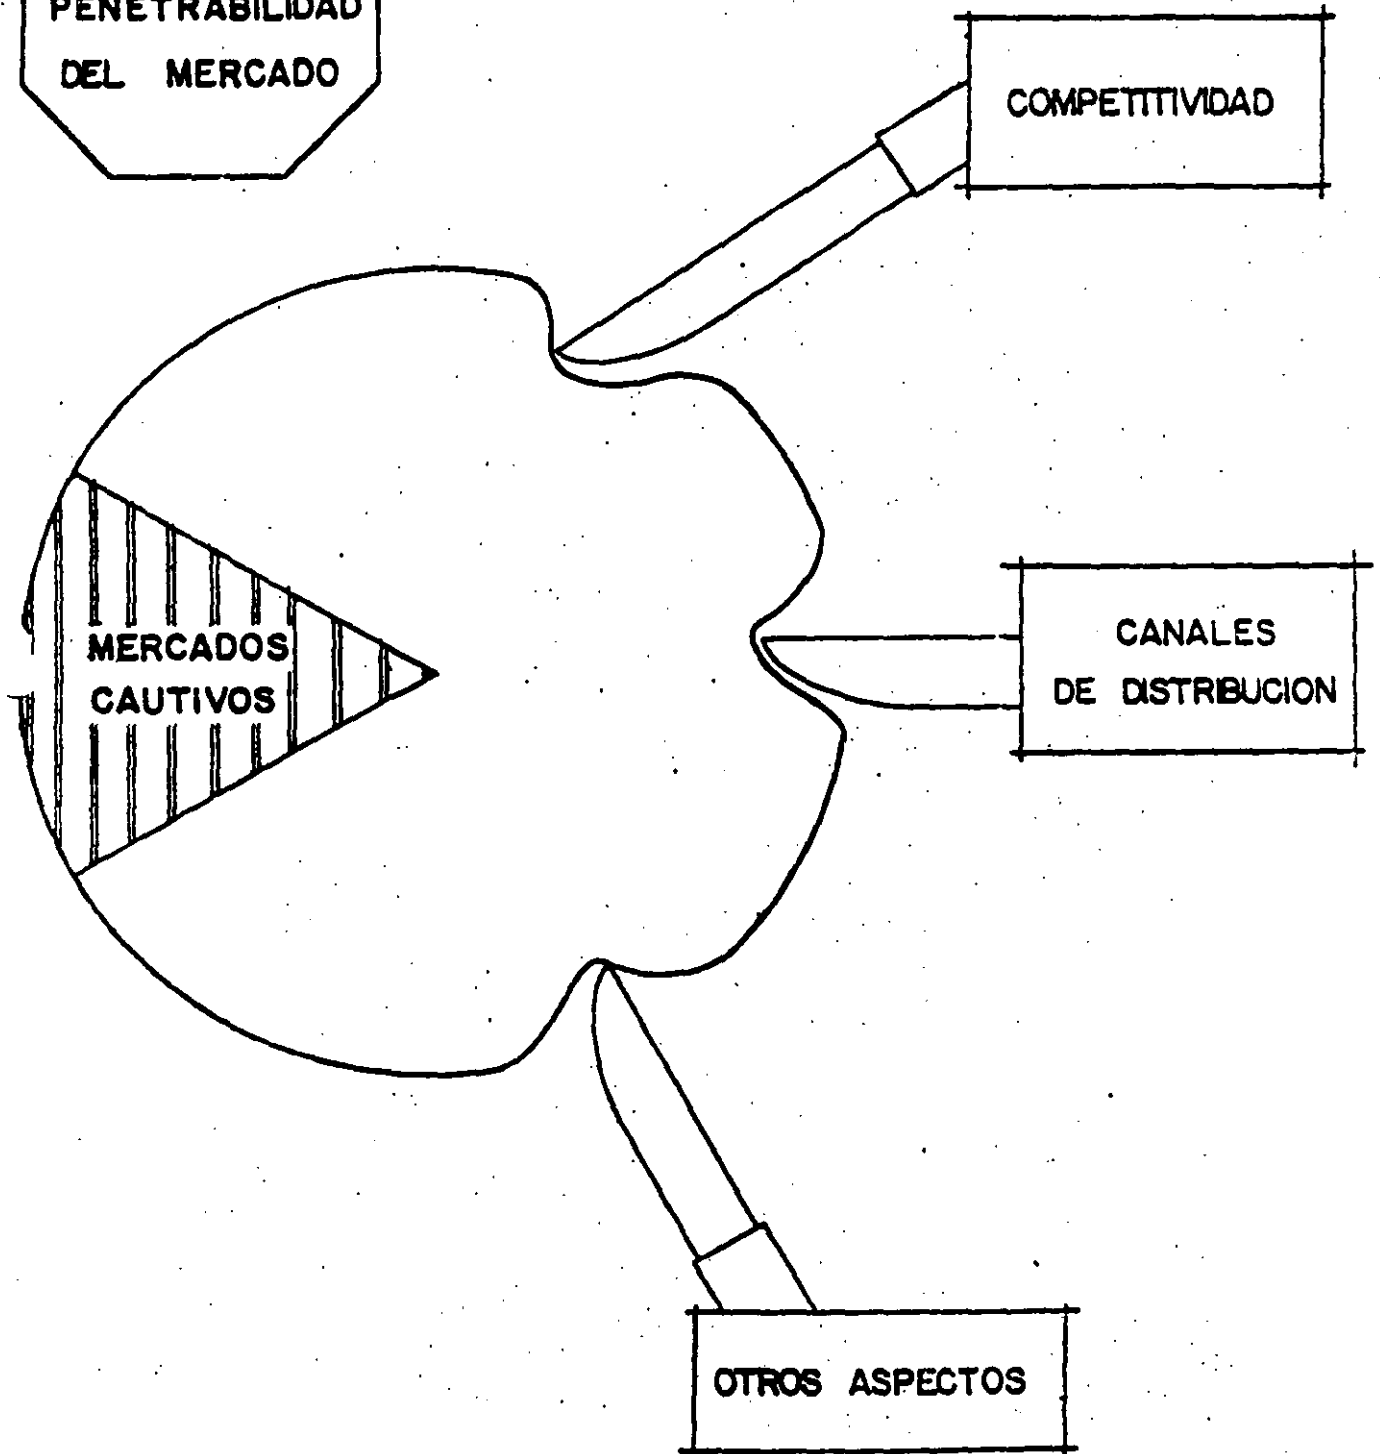 PENETRABILIDAD
DEL MERCADO
COMPETITIVIDAD
MERCADOS
CAUTIVOS
CANALES
DE DISTRIBUCION
OTROS ASPECTOS